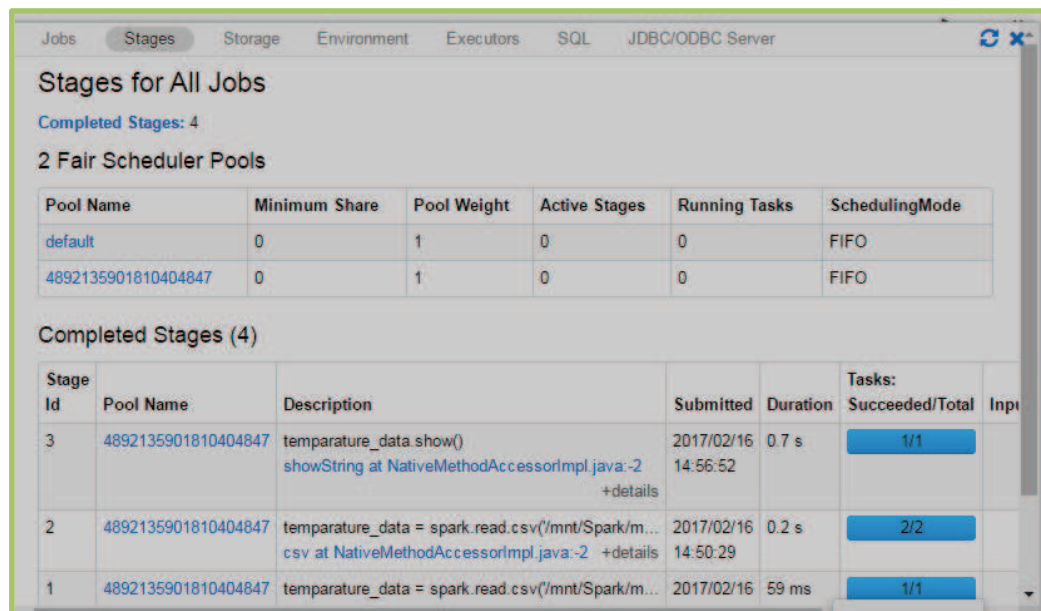 Jobs Stages Storage Environment Executors SQL JDBC/ODBC Server
Stages for All Jobs
Completed Stages: 4
2 Fair Scheduler Pools
Pool Name Minimum Share Pool Weight Active Stages Running Tasks SchedulingMode
default 0 1 0 0 FIFO
4892135901810404847 0 1 0 0 FIFO
Completed Stages (4)
Stage Id Pool Name Description Submitted Duration Tasks: Succeeded/Total Inpu
3 4892135901810404847 temparature_data.show() 2017/02/16 0.7 s 1/1
showString at NativeMethodAccessorImpl.java:-2 14:56:52
+details
2 4892135901810404847 temparature_data = spark.read.csv('/mnt/Spark/m... 2017/02/16 0.2 s 2/2
csv at NativeMethodAccessorImpl.java:-2 +details 14:50:29
1 4892135901810404847 temparature_data = spark.read.csv('/mnt/Spark/m... 2017/02/16 59 ms 1/1